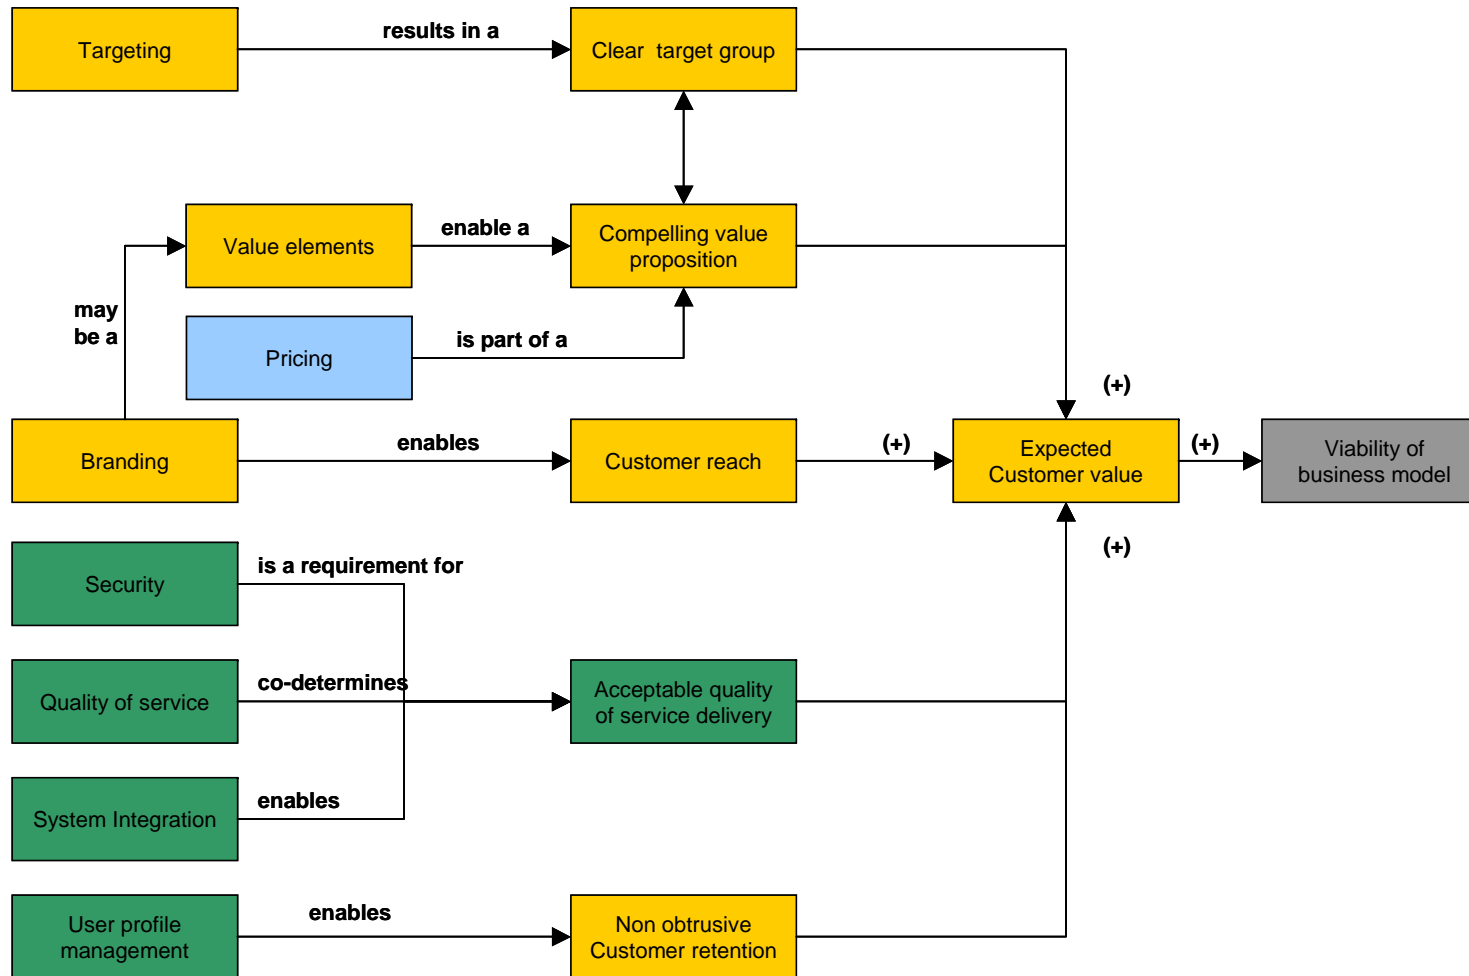 Targeting
results in a
Clear target group
Value elements
enable a
Compelling value
proposition
may
be a
Pricing
is part of a
(+)
Branding
enables
Customer reach
(+)
Expected
Customer value
(+)
Viability of
business model
Security
is a requirement for
(+)
Quality of service
co-determines
Acceptable quality
of service delivery
System Integration
enables
User profile
management
enables
Non obtrusive
Customer retention